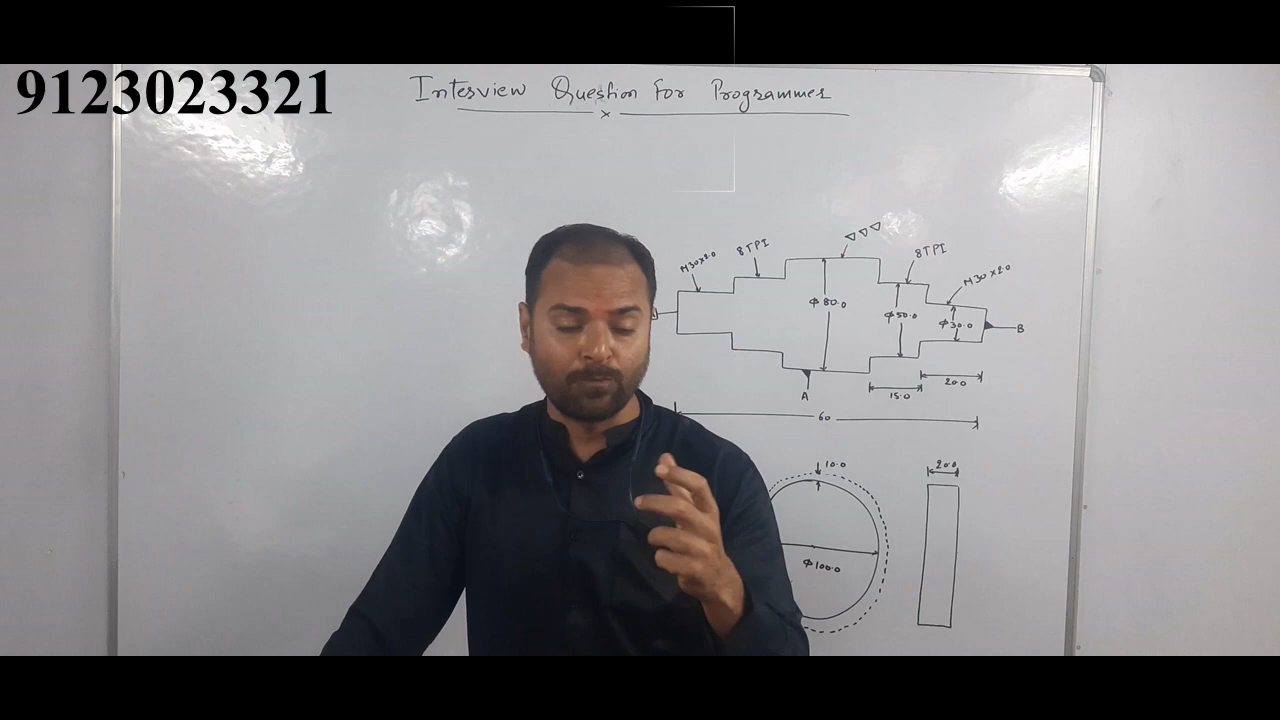 9123023321
Interview Question For Programmer
M30x2.0
8TPI
8TPI
M30x2.0
φ80.0
φ50.0
φ30.0
B
A
15.0
20.0
60
10.0
20.0
φ100.0